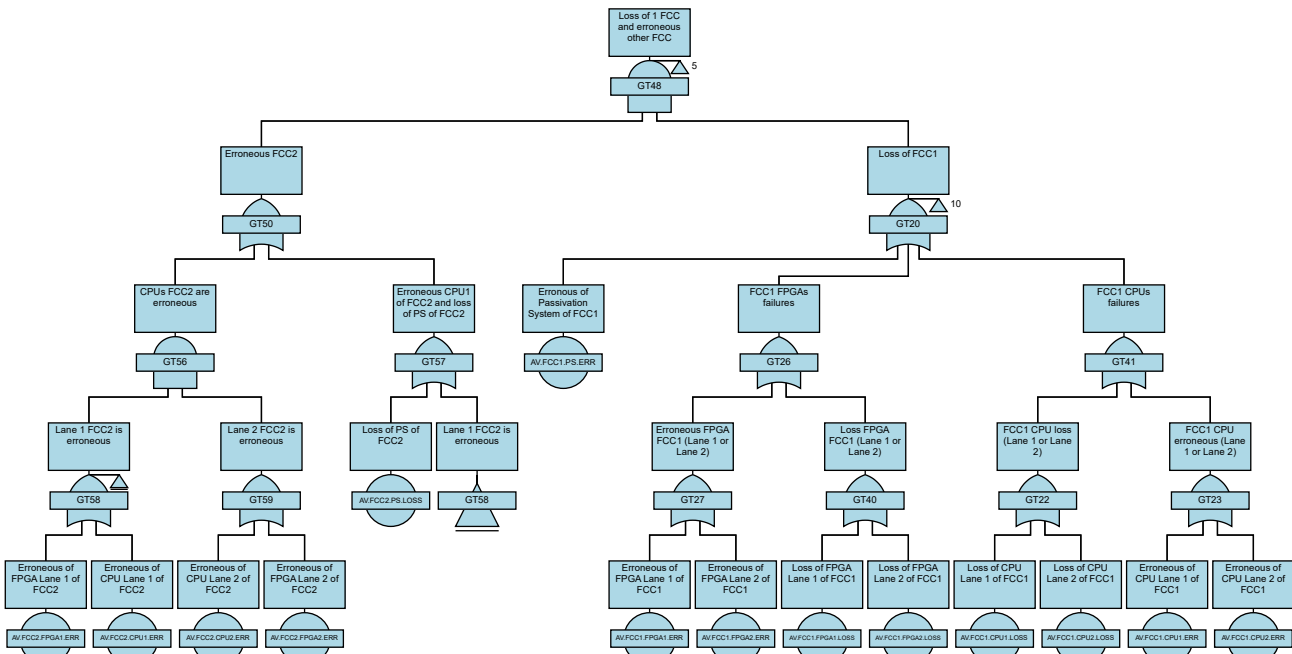 Loss of 1 FCC
and erroneous
other FCC
5
GT48
Erroneous FCC2
Loss of FCC1
10
GT50
GT20
CPUs FCC2 are
erroneous
Erroneous CPU1
of FCC2 and loss
of PS of FCC2
Erronous of
Passivation
System of FCC1
FCC1 FPGAs
failures
FCC1 CPUs
failures
GT56
GT57
AV.FCC1.PS.ERR
GT26
GT41
Lane 1 FCC2 is
erroneous
Lane 2 FCC2 is
erroneous
Loss of PS of
FCC2
Lane 1 FCC2 is
erroneous
Erroneous FPGA
FCC1 (Lane 1 or
Lane 2)
Loss FPGA
FCC1 (Lane 1 or
Lane 2)
FCC1 CPU loss
(Lane 1 or Lane
2)
FCC1 CPU
erroneous (Lane
1 or Lane 2)
GT58
GT59
AV.FCC2.PS.LOSS
GT58
GT27
GT40
GT22
GT23
Erroneous of
FPGA Lane 1 of
FCC2
Erroneous of
CPU Lane 1 of
FCC2
Erroneous of
CPU Lane 2 of
FCC2
Erroneous of
FPGA Lane 2 of
FCC2
Erroneous of
FPGA Lane 1 of
FCC1
Erroneous of
FPGA Lane 2 of
FCC1
Loss of FPGA
Lane 1 of FCC1
Loss of FPGA
Lane 2 of FCC1
Loss of CPU
Lane 1 of FCC1
Loss of CPU
Lane 2 of FCC1
Erroneous of
CPU Lane 1 of
FCC1
Erroneous of
CPU Lane 2 of
FCC1
AV.FCC2.FPGA1.ERR
AV.FCC2.CPU1.ERR
AV.FCC2.CPU2.ERR
AV.FCC2.FPGA2.ERR
AV.FCC1.FPGA1.ERR
AV.FCC1.FPGA2.ERR
AV.FCC1.FPGA1.LOSS
AV.FCC1.FPGA2.LOSS
AV.FCC1.CPU1.LOSS
AV.FCC1.CPU2.LOSS
AV.FCC1.CPU1.ERR
AV.FCC1.CPU2.ERR